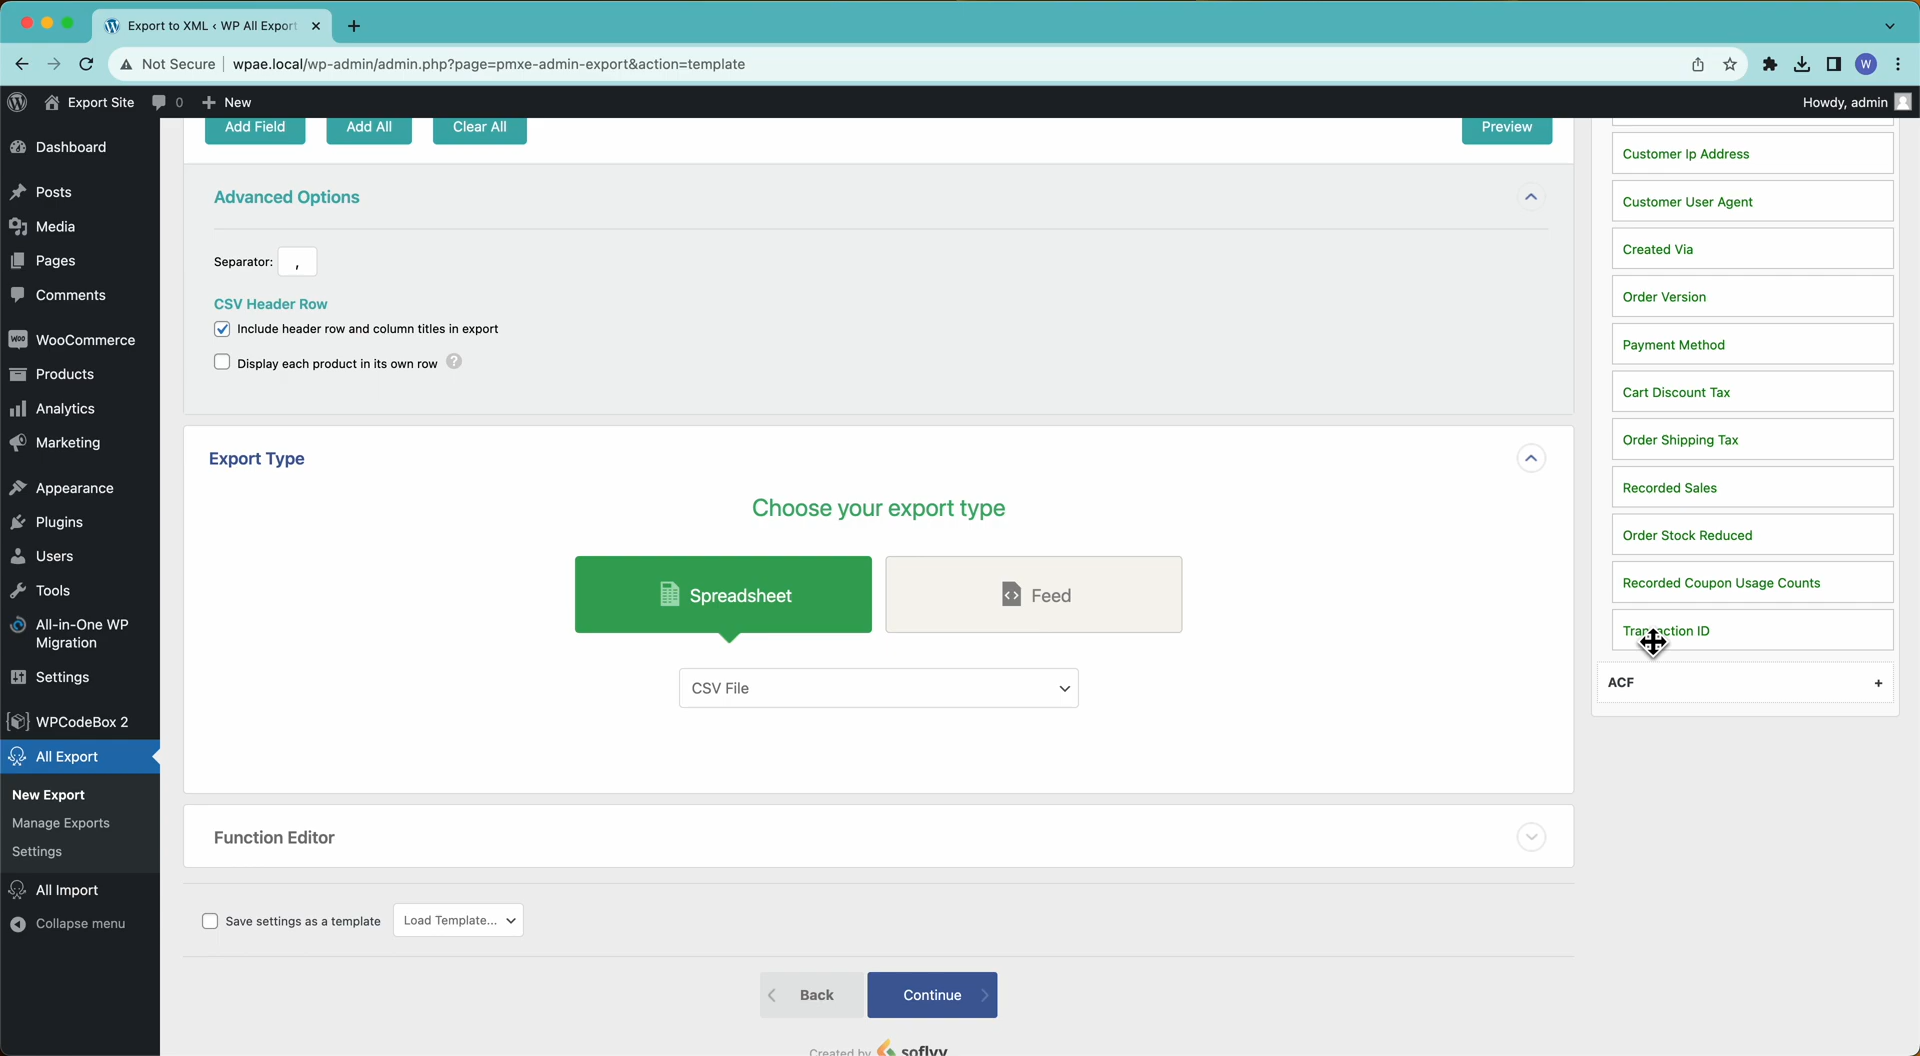 Export to XML ‹ WP All Export
Not Secure
wpae.local/wp-admin/admin.php?page=pmxe-admin-export&action=template
W
Export Site
0
New
Howdy, admin
Dashboard
Posts
Media
Pages
Comments
WooCommerce
Products
Analytics
Marketing
Appearance
Plugins
Users
Tools
All-in-One WP
Migration
Settings
WPCodeBox 2
All Export
New Export
Manage Exports
Settings
All Import
Collapse menu
Add Field
Add All
Clear All
Preview
Advanced Options
Separator: ,
CSV Header Row
Include header row and column titles in export
Display each product in its own row ?
Export Type
Choose your export type
Spreadsheet
Feed
CSV File
Function Editor
Save settings as a template
Load Template...
Back
Continue
Created by soflyy
Customer Ip Address
Customer User Agent
Created Via
Order Version
Payment Method
Cart Discount Tax
Order Shipping Tax
Recorded Sales
Order Stock Reduced
Recorded Coupon Usage Counts
Transaction ID
ACF +